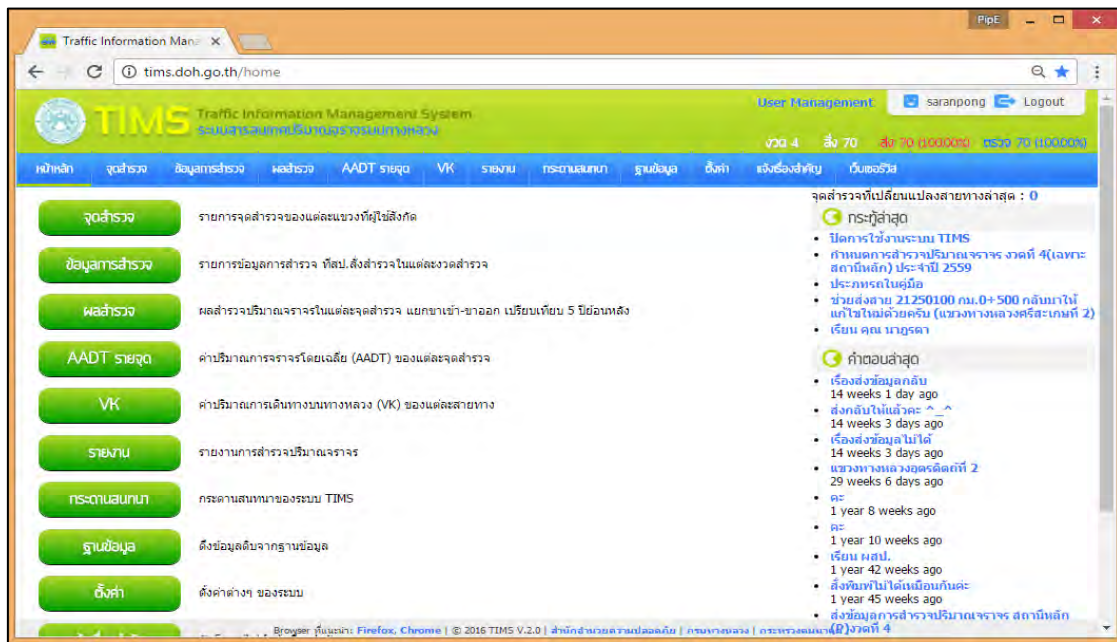 PipE
Traffic Information Mana
tims.doh.go.th/home
TIMS Traffic Information Management System
ระบบสารสนเทศปริมาณจราจรบนทางหลวง
User Management saranpong Logout
งวด 4 สั่ง 70 ส่ง 70 (100.00%) ตรวจ 70 (100.00%)
หน้าหลัก จุดสำรวจ ข้อมูลการสำรวจ ผลสำรวจ AADT รายจุด VK รายงาน กระดานสนทนา ฐานข้อมูล ตั้งค่า แจ้งเรื่องสำคัญ เว็บเซอร์วิส
จุดสำรวจ รายการจุดสำรวจของแต่ละแขวงที่ผู้ใช้สังกัด
ข้อมูลการสำรวจ รายการข้อมูลการสำรวจ ที่สป.สั่งสำรวจในแต่ละงวดสำรวจ
ผลสำรวจ ผลสำรวจปริมาณจราจรในแต่ละจุดสำรวจ แยกขาเข้า-ขาออก เปรียบเทียบ 5 ปีย้อนหลัง
AADT รายจุด ค่าปริมาณการจราจรโดยเฉลี่ย (AADT) ของแต่ละจุดสำรวจ
VK ค่าปริมาณการเดินทางบนทางหลวง (VK) ของแต่ละสายทาง
รายงาน รายงานการสำรวจปริมาณจราจร
กระดานสนทนา กระดานสนทนาของระบบ TIMS
ฐานข้อมูล ดึงข้อมูลดิบจากฐานข้อมูล
ตั้งค่า ตั้งค่าต่างๆ ของระบบ
จุดสำรวจที่เปลี่ยนแปลงสายทางล่าสุด : 0
กระทู้ล่าสุด
ปิดการใช้งานระบบ TIMS
กำหนดการสำรวจปริมาณจราจร งวดที่ 4(เฉพาะ
สถานีหลัก) ประจำปี 2559
ประเภทรถในคู่มือ
ช่วยส่งสาย 21250100 กม.0+500 กลับมาให้
แก้ไขใหม่ด้วยครับ (แขวงทางหลวงศรีสะเกษที่ 2)
เรียน คุณ นาฎรดา
คำตอบล่าสุด
เรื่องส่งข้อมูลกลับ
14 weeks 1 day ago
ส่งกลับให้แล้วคะ ^_^
14 weeks 3 days ago
เรื่องส่งข้อมูลไม่ได้
14 weeks 3 days ago
แขวงทางหลวงอุตรดิตถ์ที่ 2
29 weeks 6 days ago
คะ
1 year 8 weeks ago
คะ
1 year 10 weeks ago
เรียน ผสป.
1 year 42 weeks ago
สั่งพิมพ์ไม่ได้เหมือนกันค่ะ
1 year 45 weeks ago
ส่งข้อมูลการสำรวจปริมาณจราจร สถานีหลัก
(P)งวดที่ 4
Browser ที่แนะนำ: Firefox, Chrome | © 2016 TIMS V.2.0 | สำนักอำนวยความปลอดภัย | กรมทางหลวง | กระทรวงคมนาคม